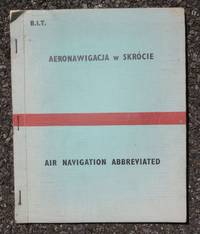 B.I.T.
AERONAWIGACJA w SKRÓCIE
AIR NAVIGATION ABBREVIATED